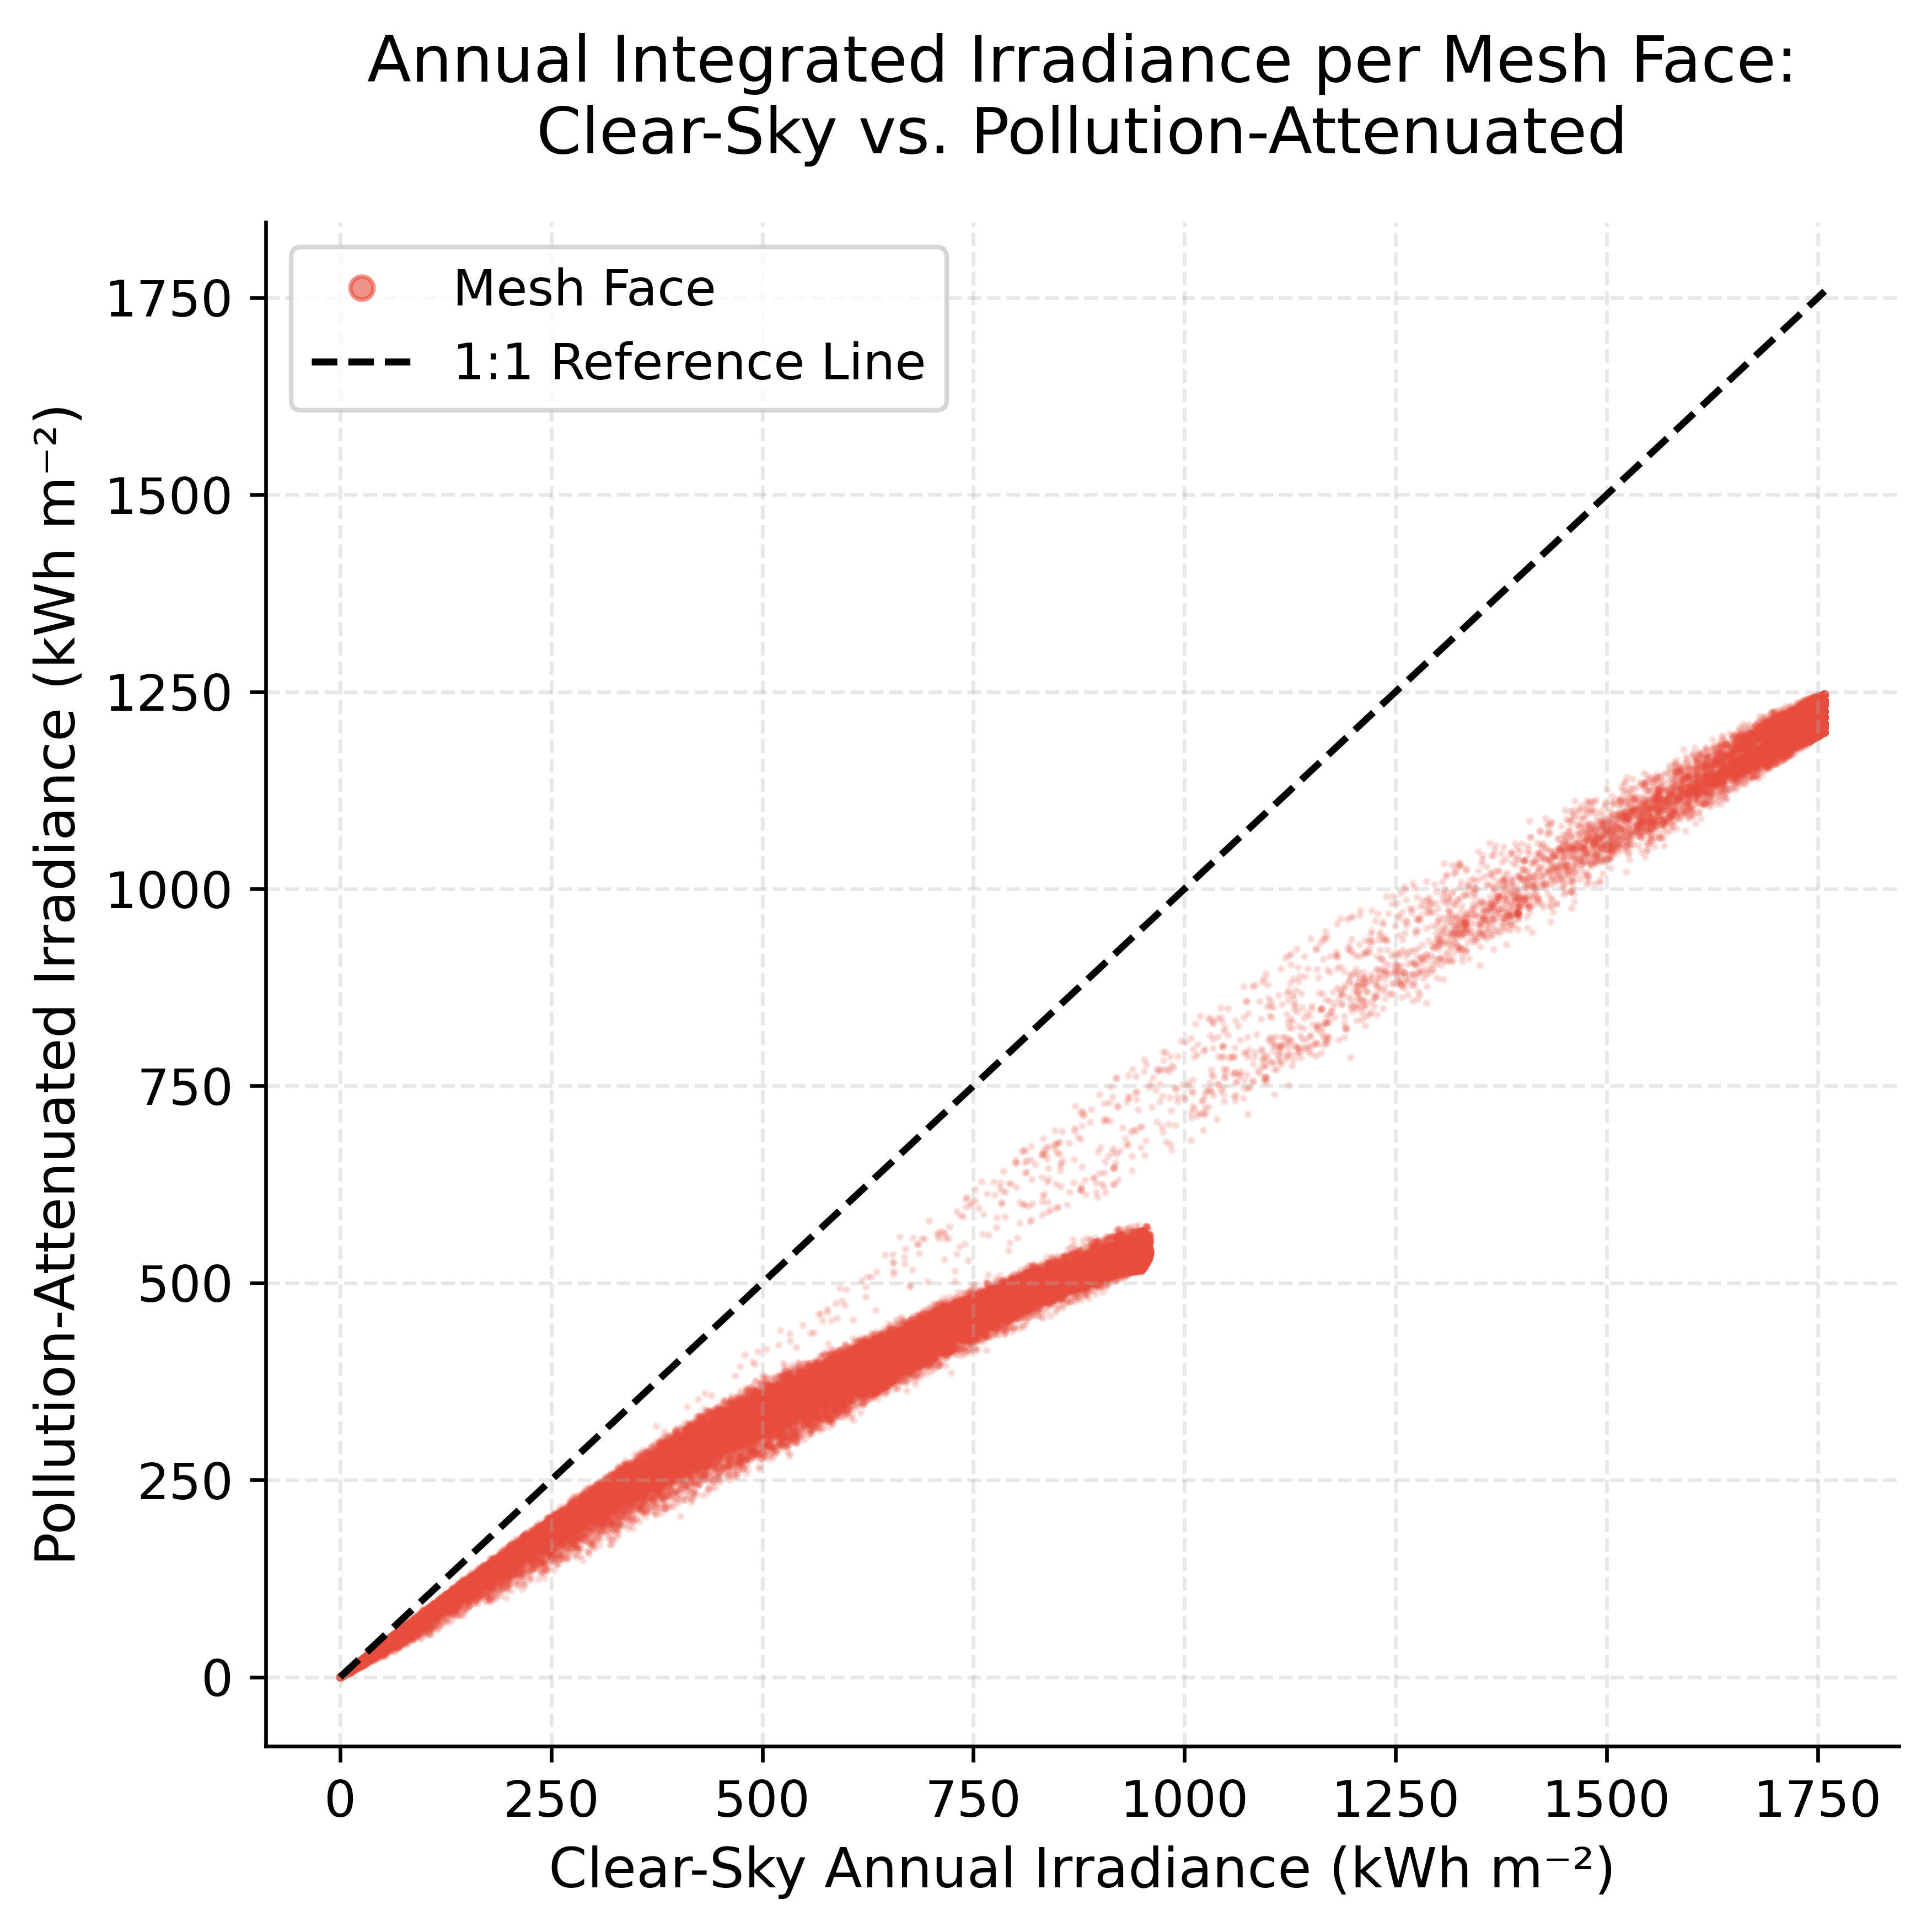 Annual Integrated Irradiance per Mesh Face:
Clear-Sky vs. Pollution-Attenuated
Mesh Face
1:1 Reference Line
Pollution-Attenuated Irradiance (kWh m⁻²)
1750
1500
1250
1000
750
500
250
0
0 250 500 750 1000 1250 1500 1750
Clear-Sky Annual Irradiance (kWh m⁻²)